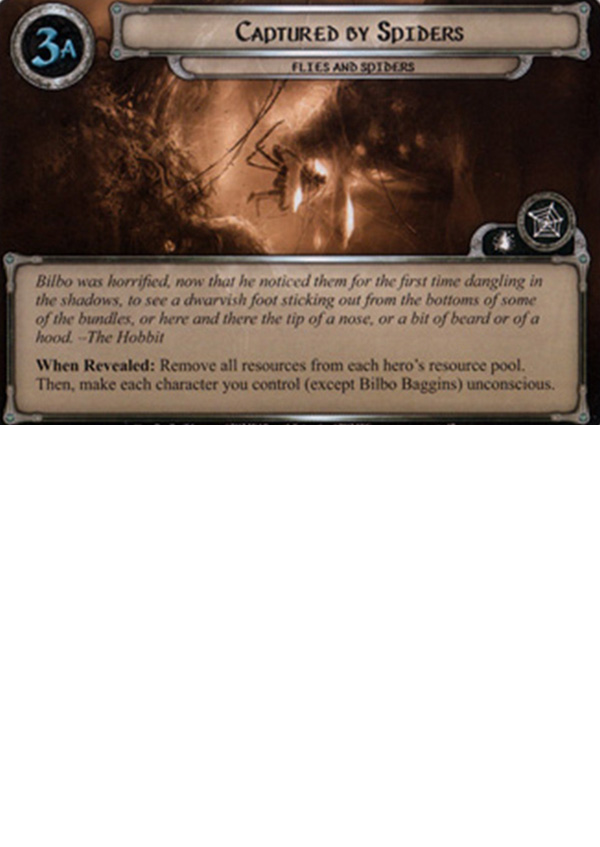 3A
Captured by Spiders
Flies and Spiders
Bilbo was horrified, now that he noticed them for the first time dangling in
the shadows, to see a dwarvish foot sticking out from the bottoms of some
of the bundles, or here and there the tip of a nose, or a bit of beard or of a
hood. –The Hobbit
When Revealed: Remove all resources from each hero's resource pool.
Then, make each character you control (except Bilbo Baggins) unconscious.